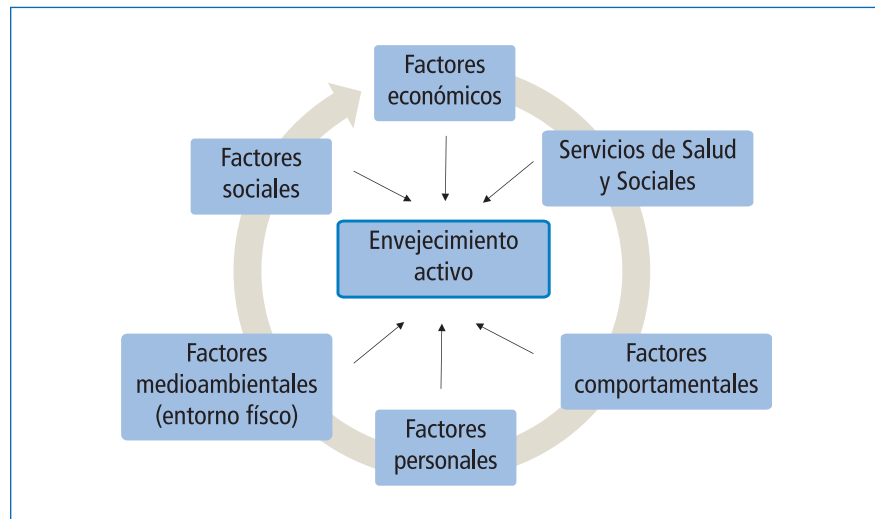 Factores
económicos
Servicios de Salud
y Sociales
Factores
sociales
Envejecimiento
activo
Factores
medioambientales
(entorno físco)
Factores
comportamentales
Factores
personales